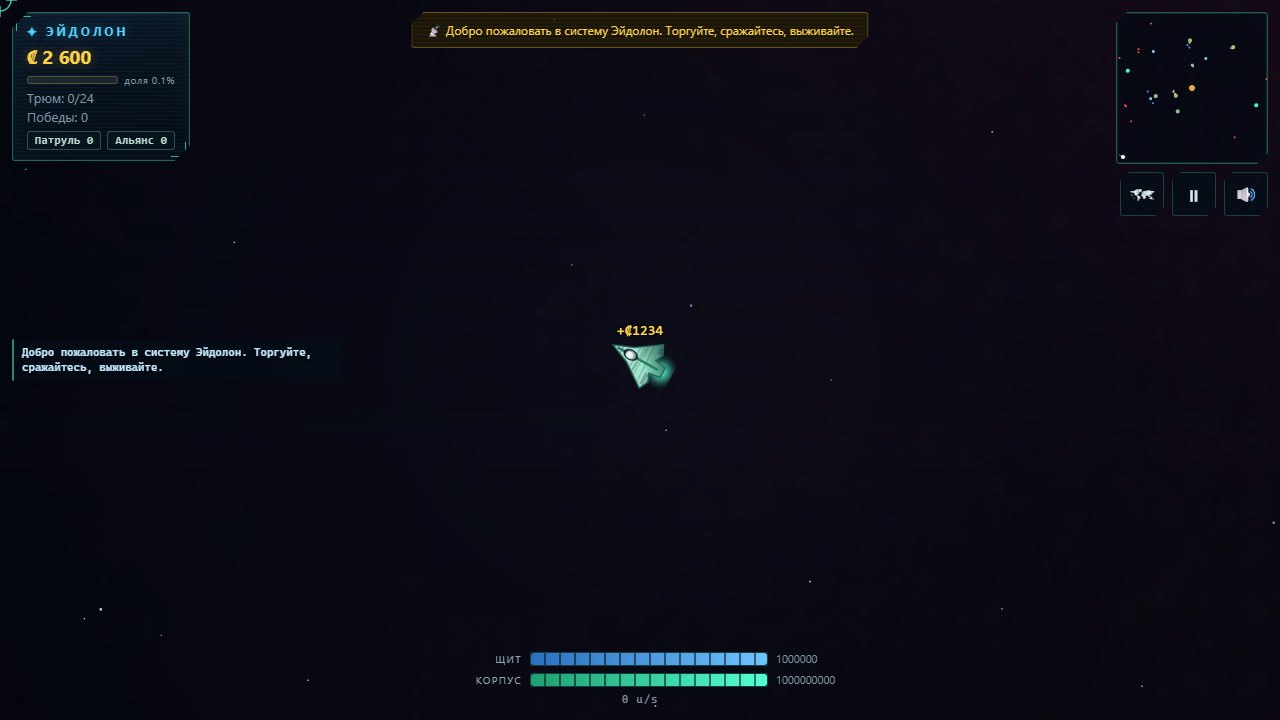 ЭЙДОЛОН
₡ 2 600
доля 0.1%
Трюм: 0/24
Победы: 0
Патруль 0 Альянс 0
Добро пожаловать в систему Эйдолон. Торгуйте, сражайтесь, выживайте.
+₡1234
Добро пожаловать в систему Эйдолон. Торгуйте,
сражайтесь, выживайте.
ЩИТ 1000000
КОРПУС 1000000000
0 u/s